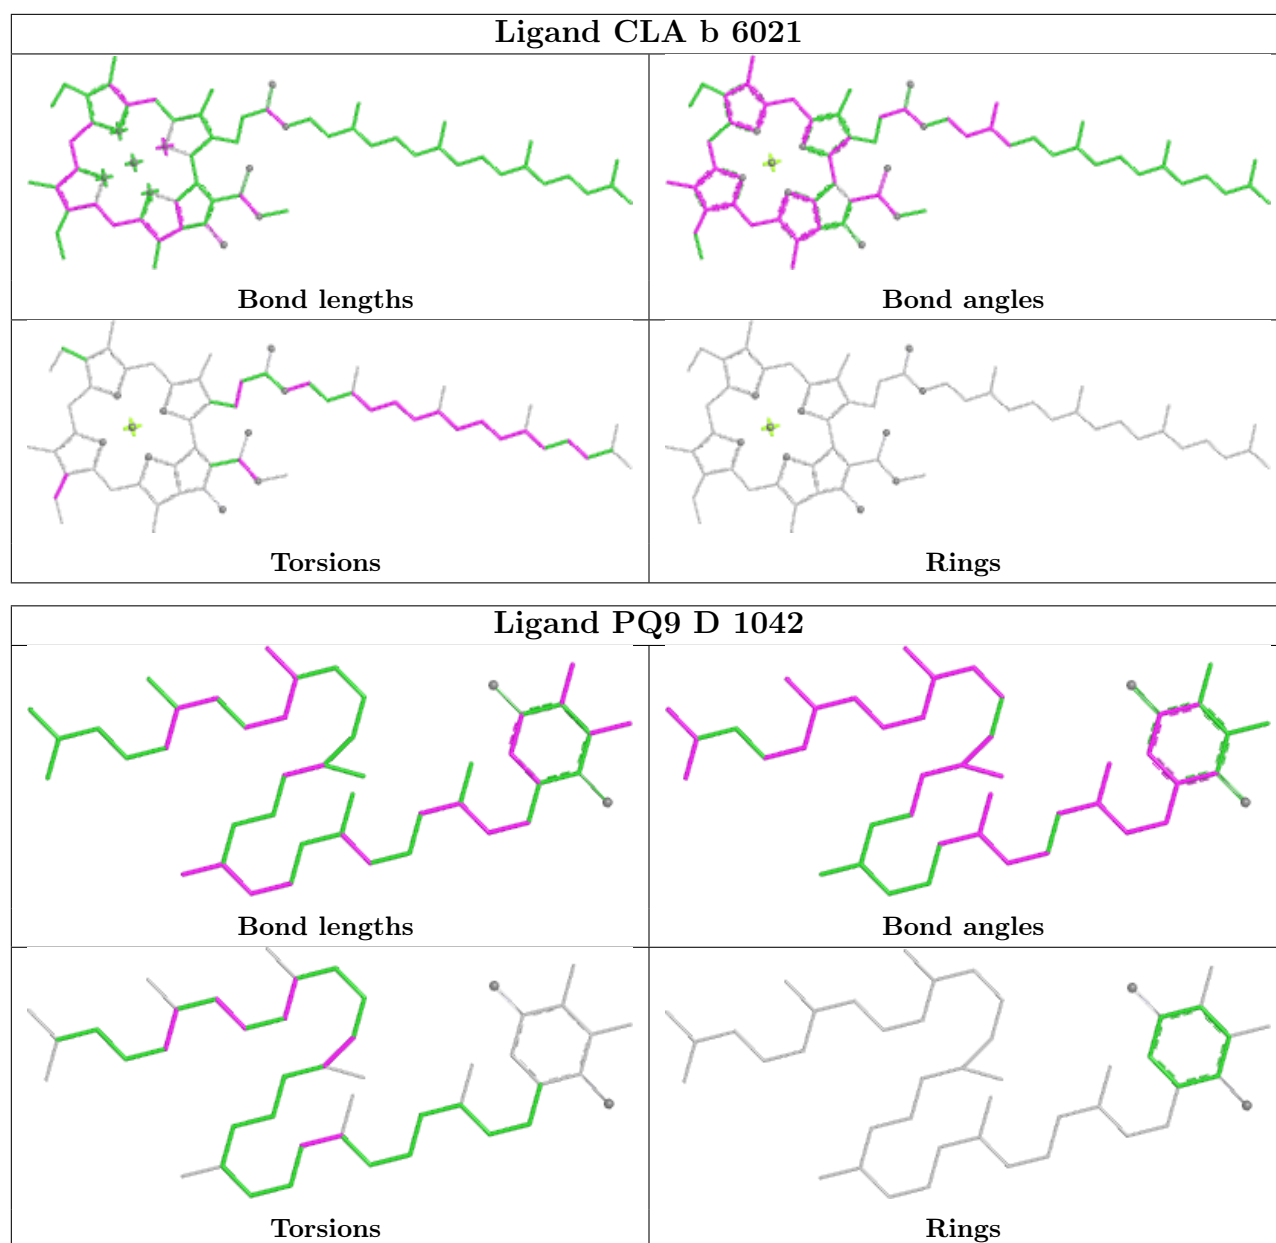 Ligand CLA b 6021
Bond lengths
Bond angles
Torsions
Rings
Ligand PQ9 D 1042
Bond lengths
Bond angles
Torsions
Rings